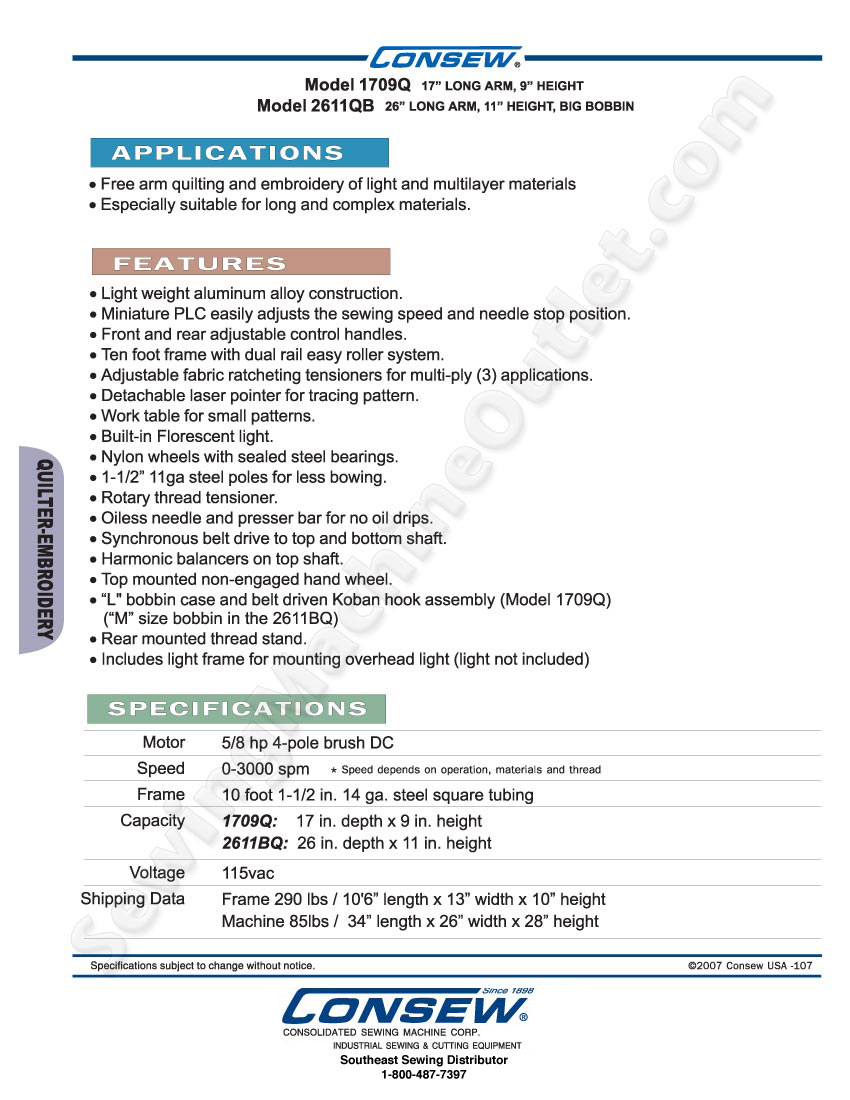 CONSEW®
Model 1709Q 17” LONG ARM, 9” HEIGHT
Model 2611QB 26” LONG ARM, 11” HEIGHT, BIG BOBBIN
APPLICATIONS
• Free arm quilting and embroidery of light and multilayer materials
• Especially suitable for long and complex materials.
FEATURES
• Light weight aluminum alloy construction.
• Miniature PLC easily adjusts the sewing speed and needle stop position.
• Front and rear adjustable control handles.
• Ten foot frame with dual rail easy roller system.
• Adjustable fabric ratcheting tensioners for multi-ply (3) applications.
• Detachable laser pointer for tracing pattern.
• Work table for small patterns.
• Built-in Florescent light.
• Nylon wheels with sealed steel bearings.
• 1-1/2” 11ga steel poles for less bowing.
• Rotary thread tensioner.
• Oiless needle and presser bar for no oil drips.
• Synchronous belt drive to top and bottom shaft.
• Harmonic balancers on top shaft.
• Top mounted non-engaged hand wheel.
• “L" bobbin case and belt driven Koban hook assembly (Model 1709Q)
(“M” size bobbin in the 2611BQ)
• Rear mounted thread stand.
• Includes light frame for mounting overhead light (light not included)
QUILTER-EMBROIDERY
SPECIFICATIONS
Motor 5/8 hp 4-pole brush DC
Speed 0-3000 spm * Speed depends on operation, materials and thread
Frame 10 foot 1-1/2 in. 14 ga. steel square tubing
Capacity 1709Q: 17 in. depth x 9 in. height
2611BQ: 26 in. depth x 11 in. height
Voltage 115vac
Shipping Data Frame 290 lbs / 10'6” length x 13” width x 10” height
Machine 85lbs / 34” length x 26” width x 28” height
Specifications subject to change without notice. ©2007 Consew USA -107
Since 1898
CONSEW®
CONSOLIDATED SEWING MACHINE CORP.
INDUSTRIAL SEWING & CUTTING EQUIPMENT
Southeast Sewing Distributor
1-800-487-7397
SewingMachineOutlet.com